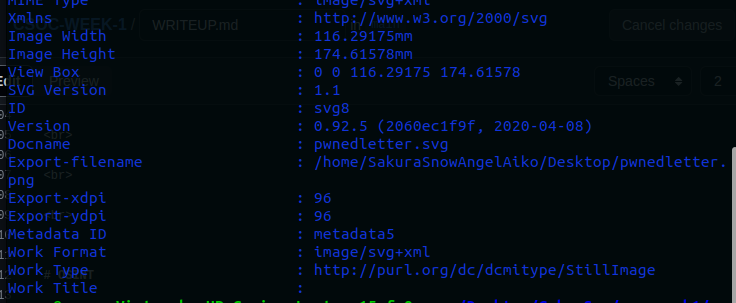 MIME Type : image/svg+xml
CSOC-WEEK-1 / WRITEUP.md Cancel changes
Xmlns : http://www.w3.org/2000/svg
Image Width : 116.29175mm
Image Height : 174.61578mm
View Box : 0 0 116.29175 174.61578
Preview Spaces 2
SVG Version : 1.1
ID : svg8
Version : 0.92.5 (2060ec1f9f, 2020-04-08)
<br>
Docname : pwnedletter.svg
Export-filename : /home/SakuraSnowAngelAiko/Desktop/pwnedletter.
png
<br>
Export-xdpi : 96
Export-ydpi : 96
Metadata ID : metadata5
Work Format : image/svg+xml
Work Type : http://purl.org/dc/dcmitype/StillImage
Work Title :